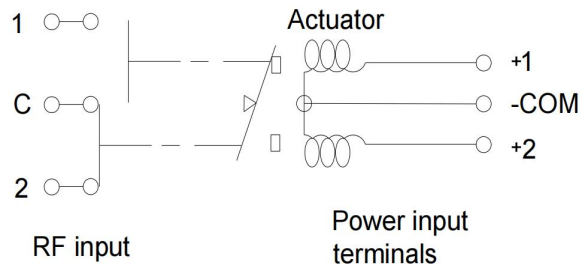 Actuator
1
+1
C
-COM
2
+2
RF input
Power input
terminals